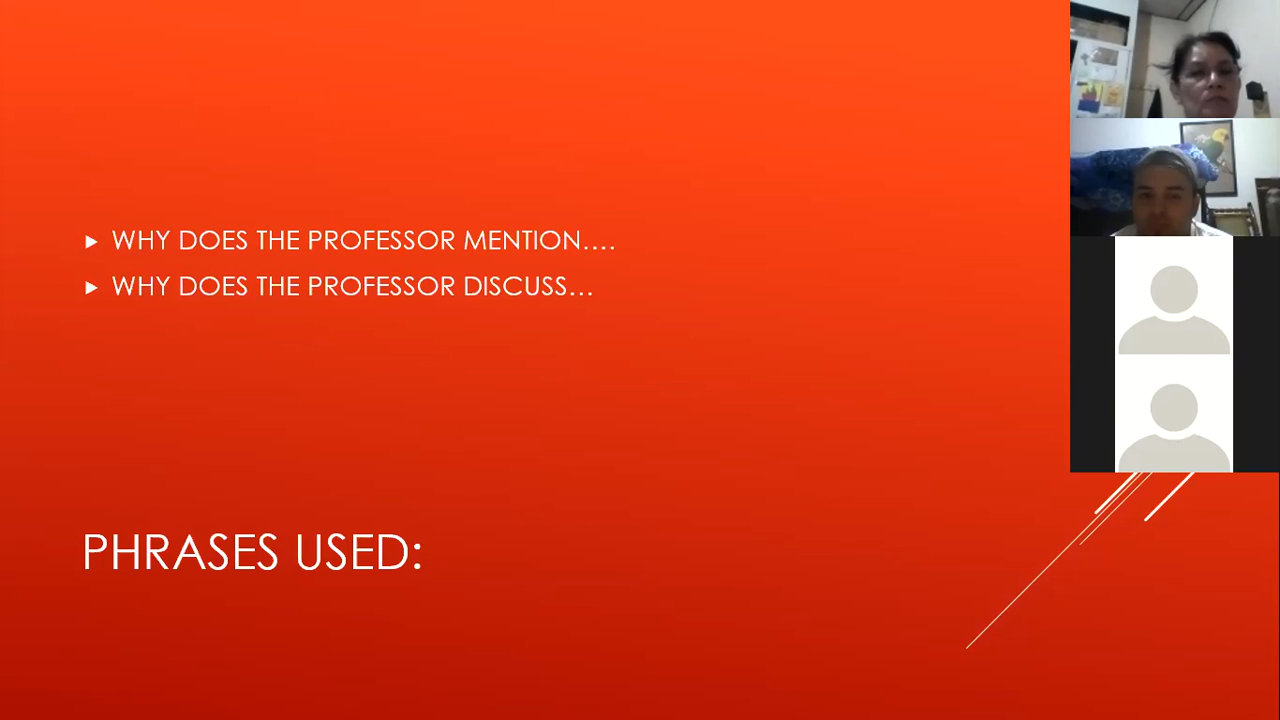 WHY DOES THE PROFESSOR MENTION....
WHY DOES THE PROFESSOR DISCUSS...
PHRASES USED: